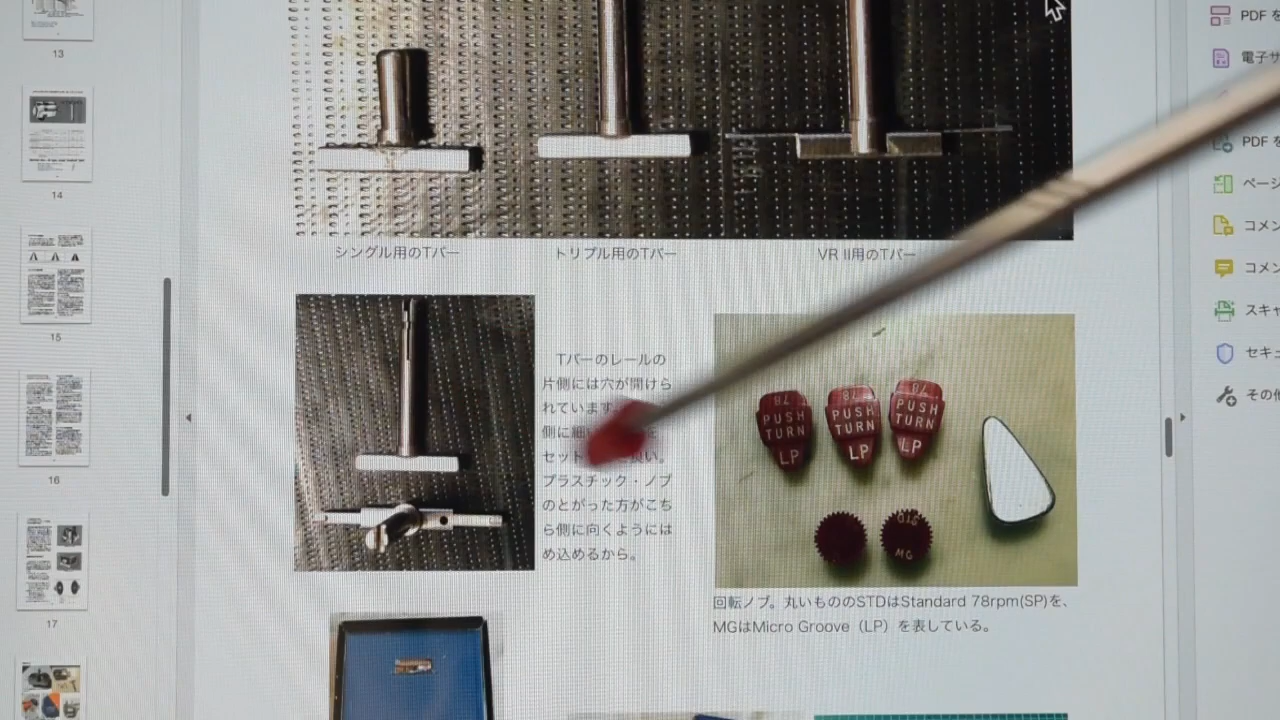 13
14
15
16
17
PDF を
電子サ
PDF を
ページ
コメン
コメン
スキャ
セキュ
その他
シングル用のTバー
トリプル用のTバー
VR II用のTバー
Tバーのレールの
片側には穴が開けら
れています
側に細
セット
プラスチック・ノブ
のとがった方がこち
ら側に向くようには
め込めるから。
78
PUSH
TURN
LP
78
PUSH
TURN
LP
78
PUSH
TURN
LP
STD
MG
回転ノブ。丸いもののSTDはStandard 78rpm(SP)を、
MGはMicro Groove（LP）を表している。